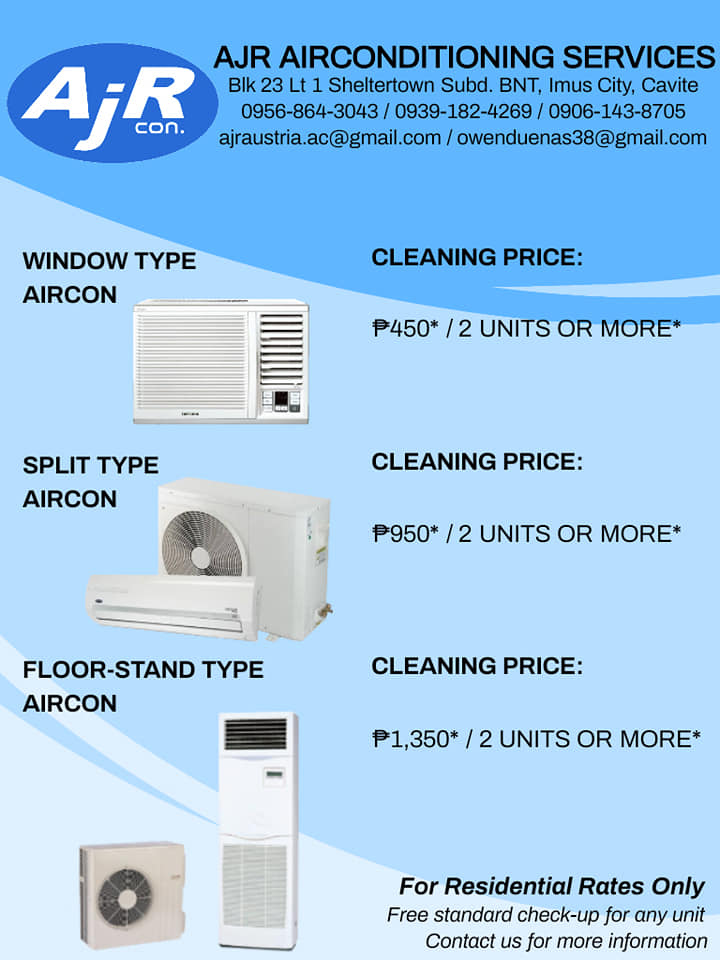 AjR
con.
AJR AIRCONDITIONING SERVICES
Blk 23 Lt 1 Sheltertown Subd. BNT, Imus City, Cavite
0956-864-3043 / 0939-182-4269 / 0906-143-8705
ajraustria.ac@gmail.com / owenduenas38@gmail.com
WINDOW TYPE
AIRCON
CLEANING PRICE:
₱450* / 2 UNITS OR MORE*
SPLIT TYPE
AIRCON
CLEANING PRICE:
₱950* / 2 UNITS OR MORE*
FLOOR-STAND TYPE
AIRCON
CLEANING PRICE:
₱1,350* / 2 UNITS OR MORE*
For Residential Rates Only
Free standard check-up for any unit
Contact us for more information